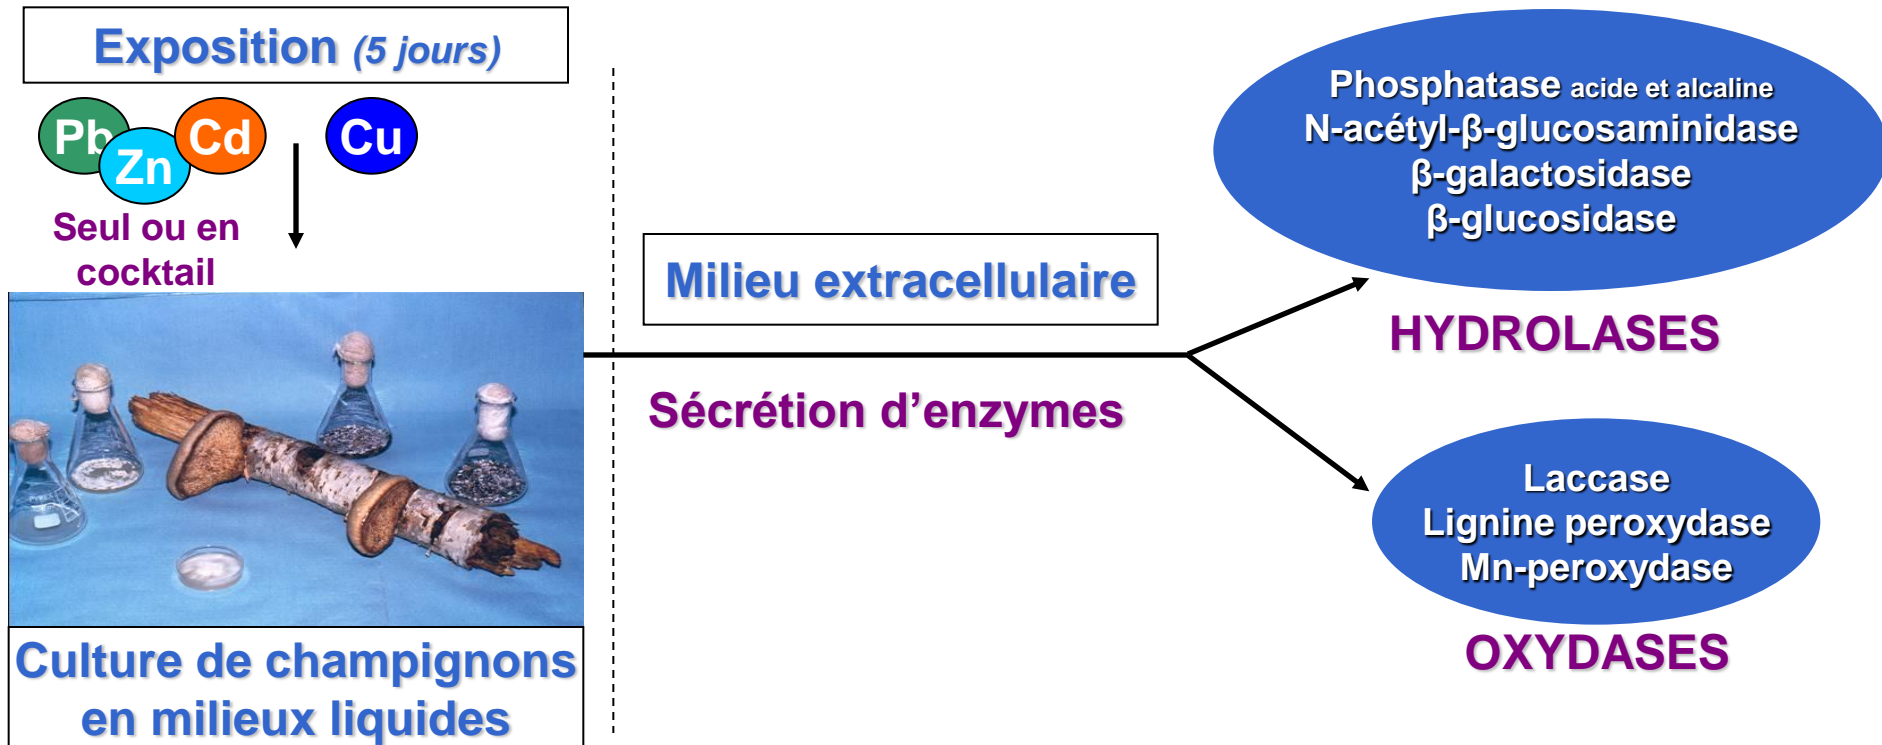 Exposition (5 jours)
Pb
Zn
Cd
Cu
Seul ou en
cocktail
Culture de champignons
en milieux liquides
Milieu extracellulaire
Sécrétion d’enzymes
Phosphatase acide et alcaline
N-acétyl-β-glucosaminidase
β-galactosidase
β-glucosidase
HYDROLASES
Laccase
Lignine peroxydase
Mn-peroxydase
OXYDASES